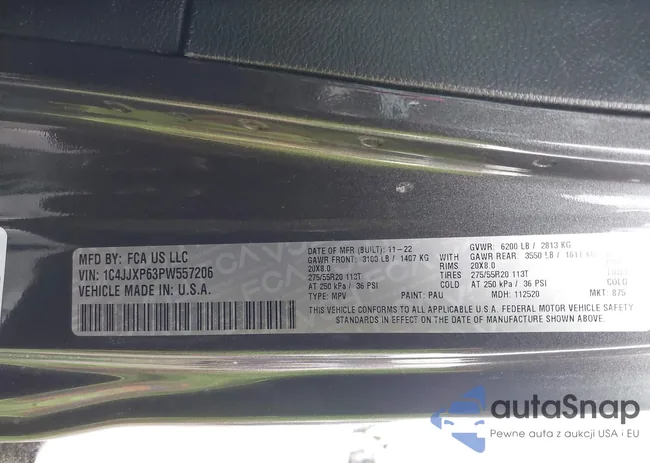 MFD BY: FCA US LLC
VIN: 1C4JJXP63PW557206
VEHICLE MADE IN: U.S.A.
DATE OF MFR (BUILT): 11-22
GAWR FRONT: 3100 LB / 1407 KG
20X8.0
275/55R20 113T
AT 250 kPa / 36 PSI
TYPE: MPV
PAINT: PAU
WITH
RIMS
TIRES
COLD
GVWR: 6200 LB / 2813 KG
GAWR REAR: 3550 LB / KG
20X8.0
275/55R20 113T
AT 250 kPa / 36 PSI
MDH: 112520
WITH
RIMS
TIRES
COLD
MKT: 875
THIS VEHICLE CONFORMS TO ALL APPLICABLE U.S.A. FEDERAL MOTOR VEHICLE SAFETY
STANDARDS IN EFFECT ON THE DATE OF MANUFACTURE SHOWN ABOVE.
autoSnap
Pewne auta z aukcji USA i EU